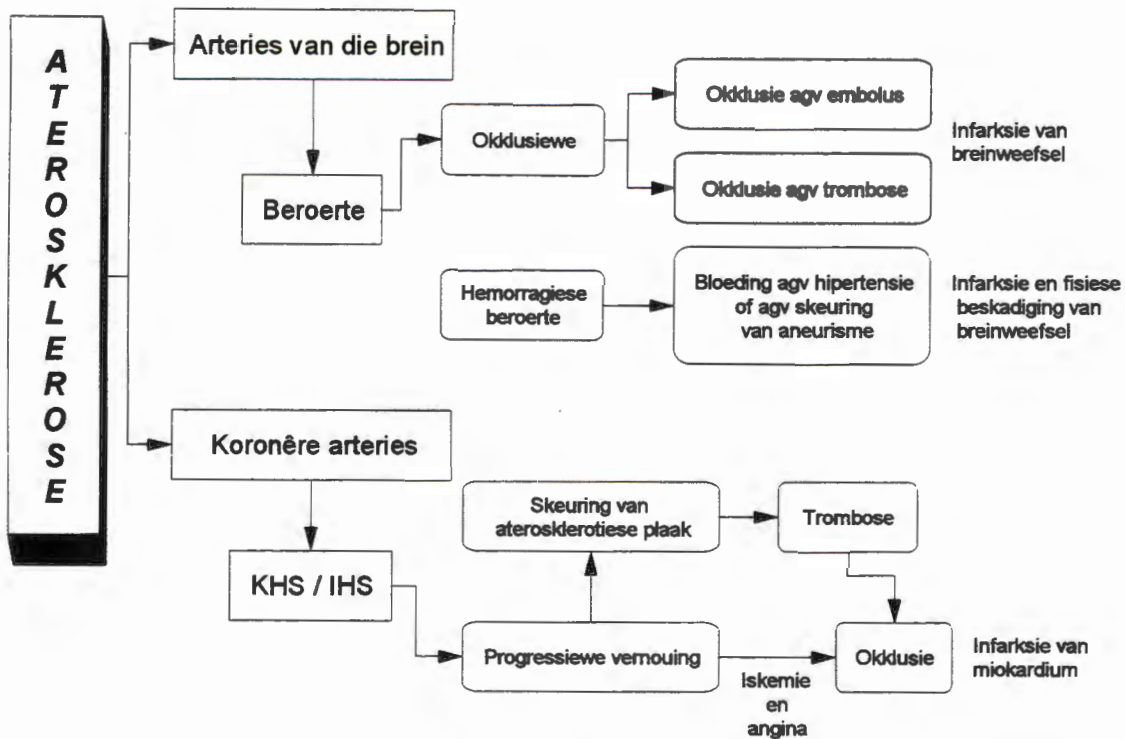 ATEROSKLEROSE
Arteries van die brein
Beroerte
Okklusiewe
Okklusie agv embolus
Okklusie agv trombose
Infarksie van
breinweefsel
Hemorragiese
beroerte
Bloeding agv hipertensie
of agv skeuring
van aneurisme
Infarksie en fisiese
beskadiging van
breinweefsel
Koronêre arteries
KHS / IHS
Skeuring van
aterosklerotiese plaak
Trombose
Progressiewe vernouing
Iskemie
en
angina
Okklusie
Infarksie van
miokardium